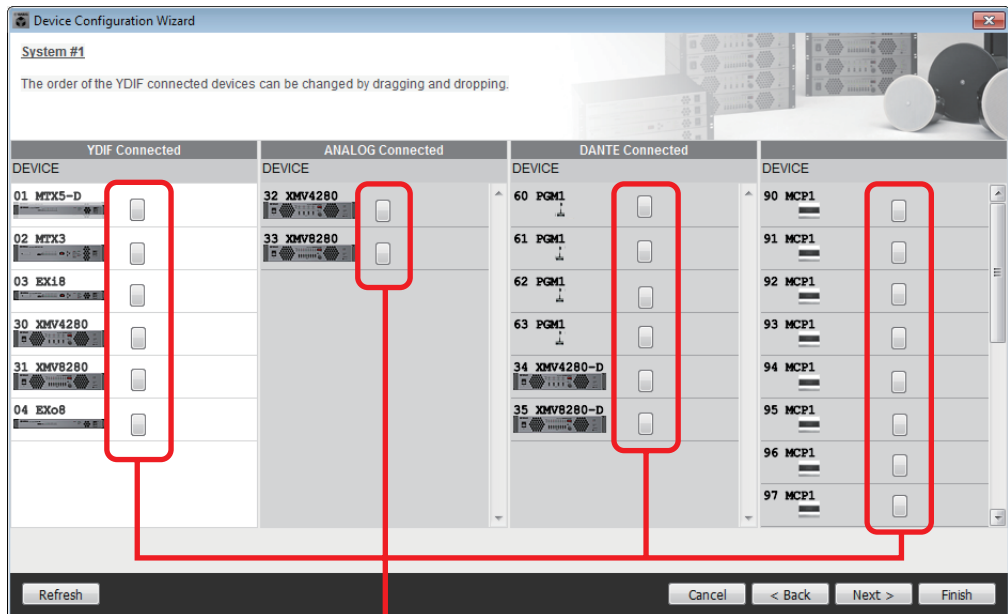 Device Configuration Wizard
System #1
The order of the YDIF connected devices can be changed by dragging and dropping.
YDIF Connected
ANALOG Connected
DANTE Connected
DEVICE
DEVICE
DEVICE
DEVICE
01 MTX5-D
02 MTX3
03 EXi8
30 XMV4280
31 XMV8280
04 EXo8
32 XMV4280
33 XMV8280
60 PGM1
61 PGM1
62 PGM1
63 PGM1
34 XMV4280-D
35 XMV8280-D
90 MCP1
91 MCP1
92 MCP1
93 MCP1
94 MCP1
95 MCP1
96 MCP1
97 MCP1
Refresh
Cancel
< Back
Next >
Finish